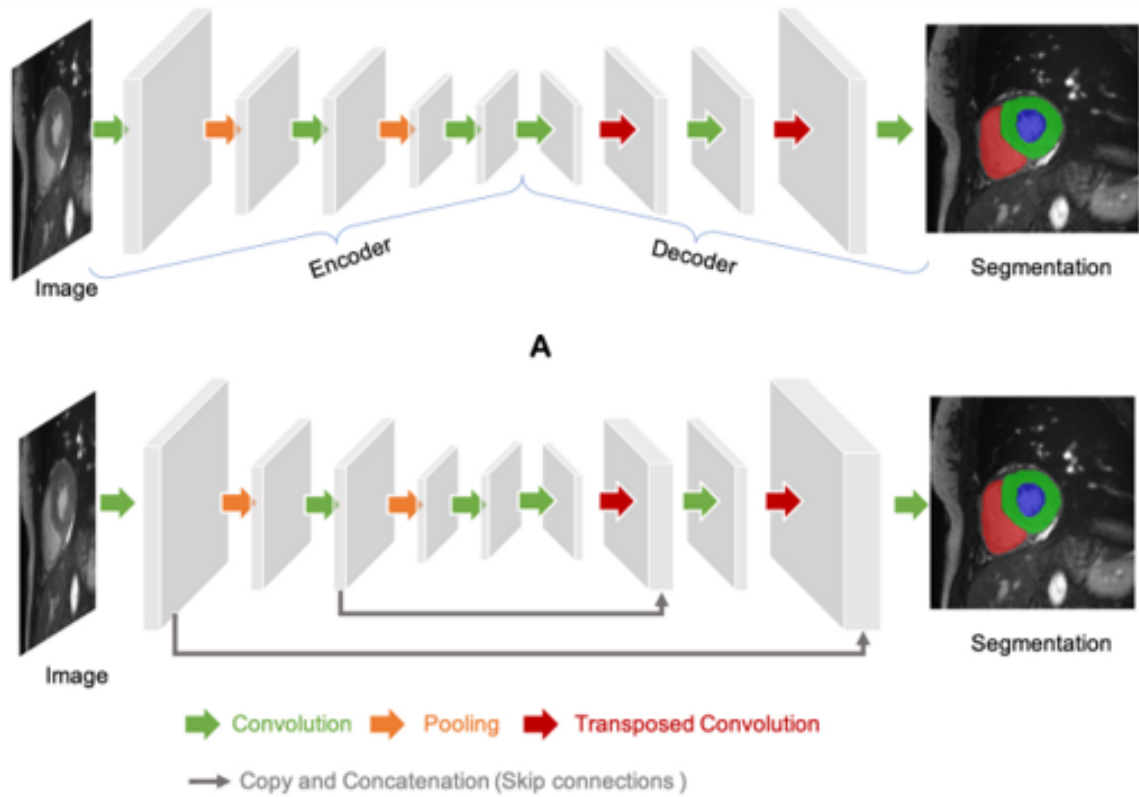 Encoder
Decoder
Image
Segmentation
A
Image
Segmentation
Convolution
Pooling
Transposed Convolution
Copy and Concatenation (Skip connections )